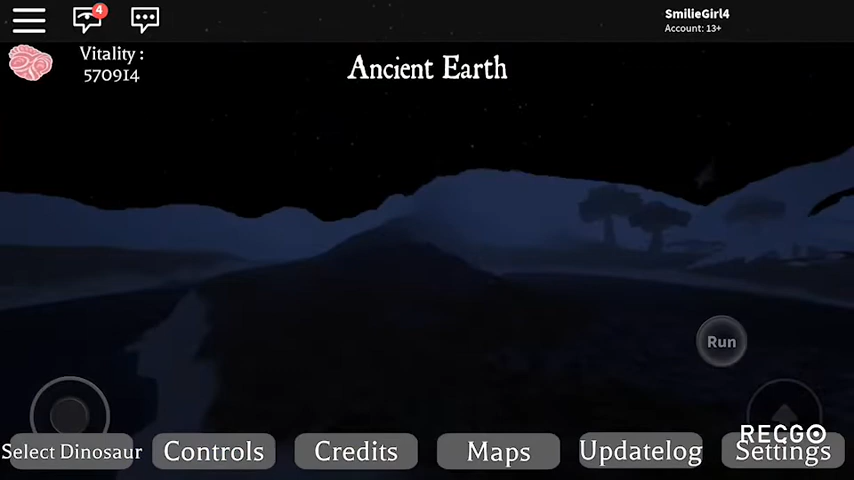 4
SmilieGirl4
Account: 13+
Vitality :
570914
Ancient Earth
Run
RECGO
Select Dinosaur
Controls
Credits
Maps
Updatelog
Settings